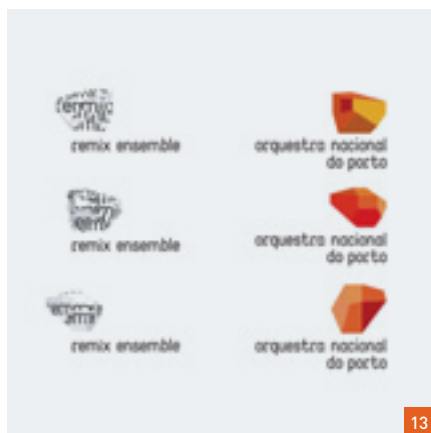 remix ensemble
orquestra nacional
do porto
remix ensemble
orquestra nacional
do porto
remix ensemble
orquestra nacional
do porto
13